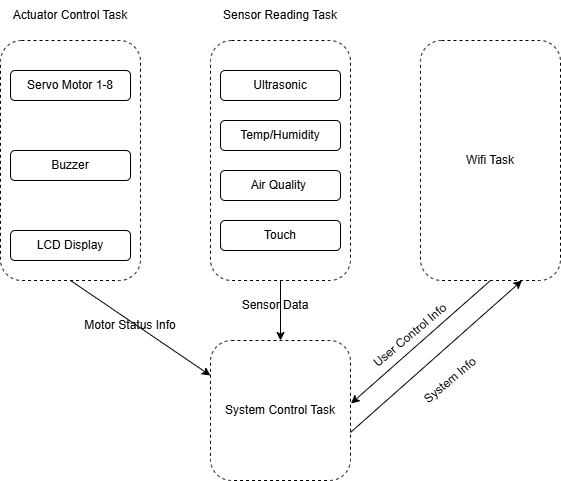 Actuator Control Task
Sensor Reading Task
Servo Motor 1-8
Ultrasonic
Temp/Humidity
Wifi Task
Buzzer
Air Quality
Touch
LCD Display
Sensor Data
Motor Status Info
User Control Info
System Info
System Control Task